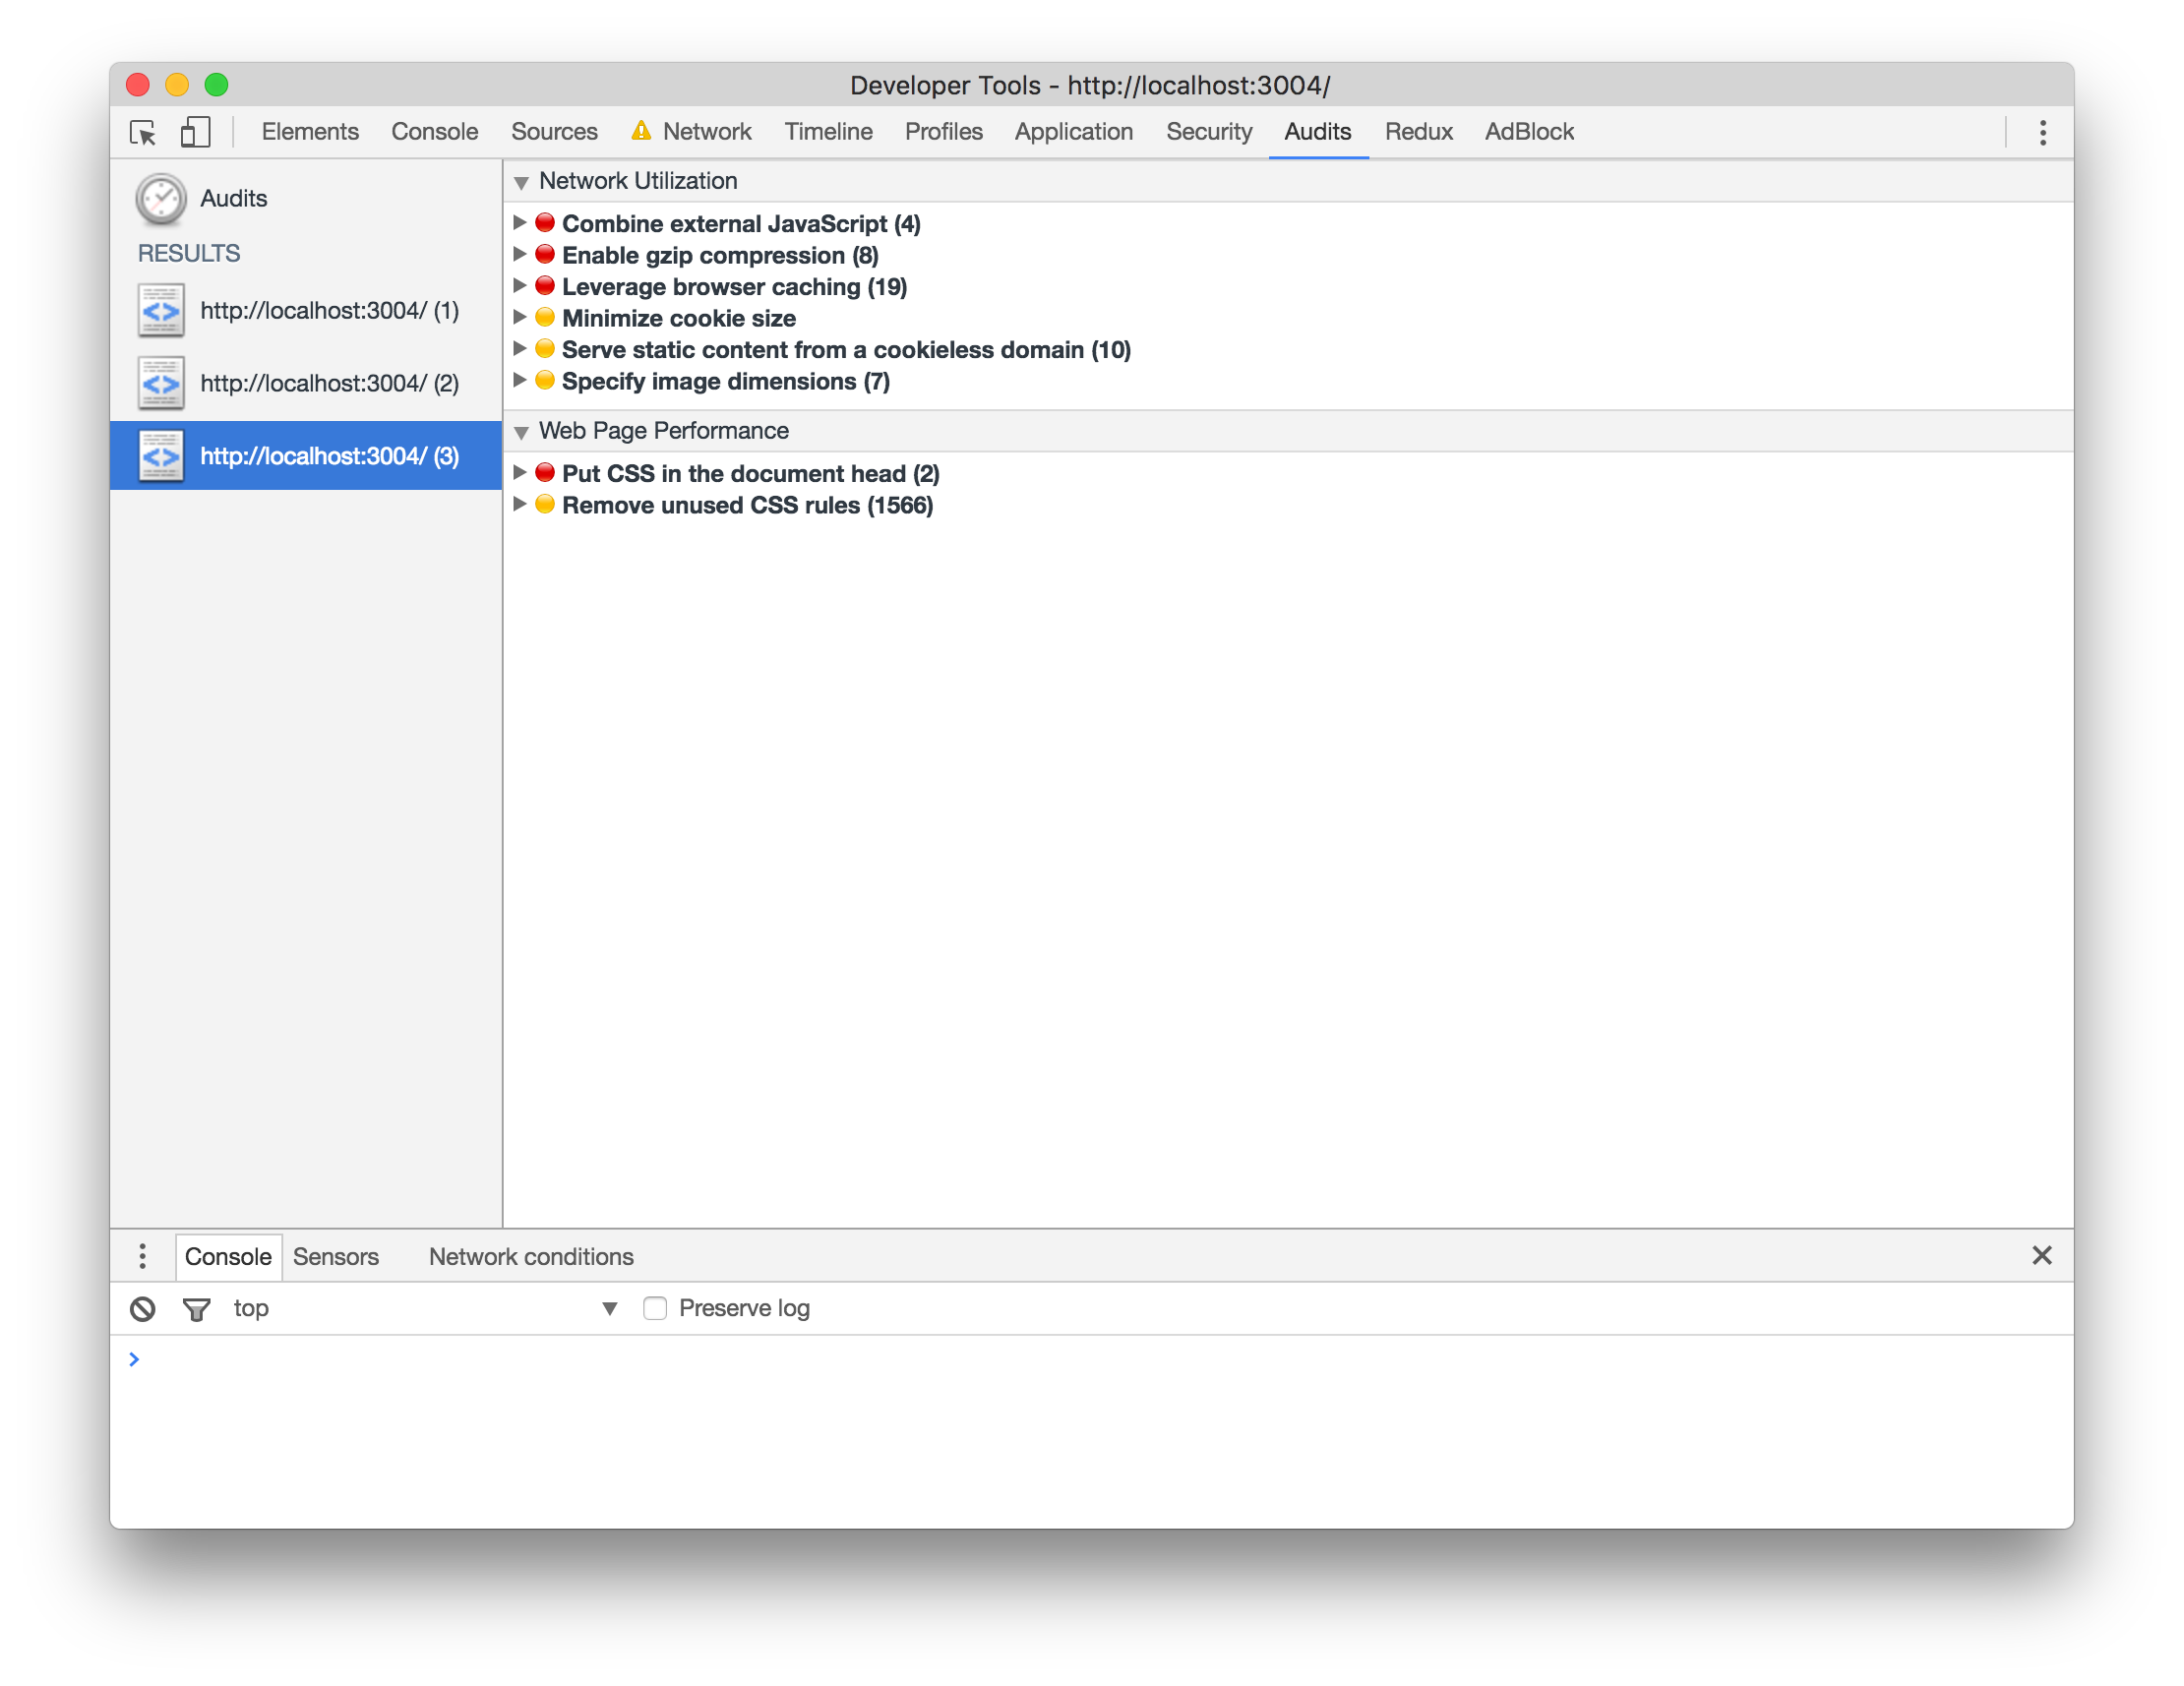 Developer Tools - http://localhost:3004/
Elements Console Sources Network Timeline Profiles Application Security Audits Redux AdBlock
Audits
RESULTS
http://localhost:3004/ (1)
http://localhost:3004/ (2)
http://localhost:3004/ (3)
Network Utilization
Combine external JavaScript (4)
Enable gzip compression (8)
Leverage browser caching (19)
Minimize cookie size
Serve static content from a cookieless domain (10)
Specify image dimensions (7)
Web Page Performance
Put CSS in the document head (2)
Remove unused CSS rules (1566)
Console Sensors Network conditions
top Preserve log